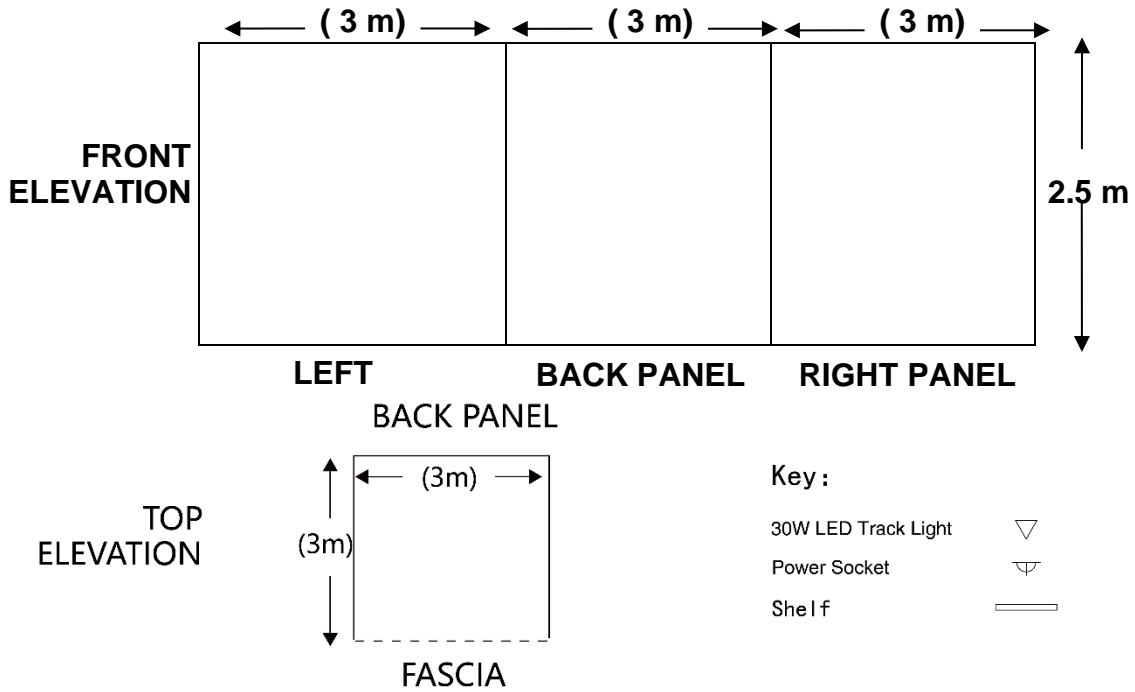 ( 3 m) ( 3 m) ( 3 m)
FRONT
ELEVATION
2.5 m
LEFT BACK PANEL RIGHT PANEL
BACK PANEL
(3m)
TOP
ELEVATION
(3m)
FASCIA
Key:
30W LED Track Light
Power Socket
Shelf